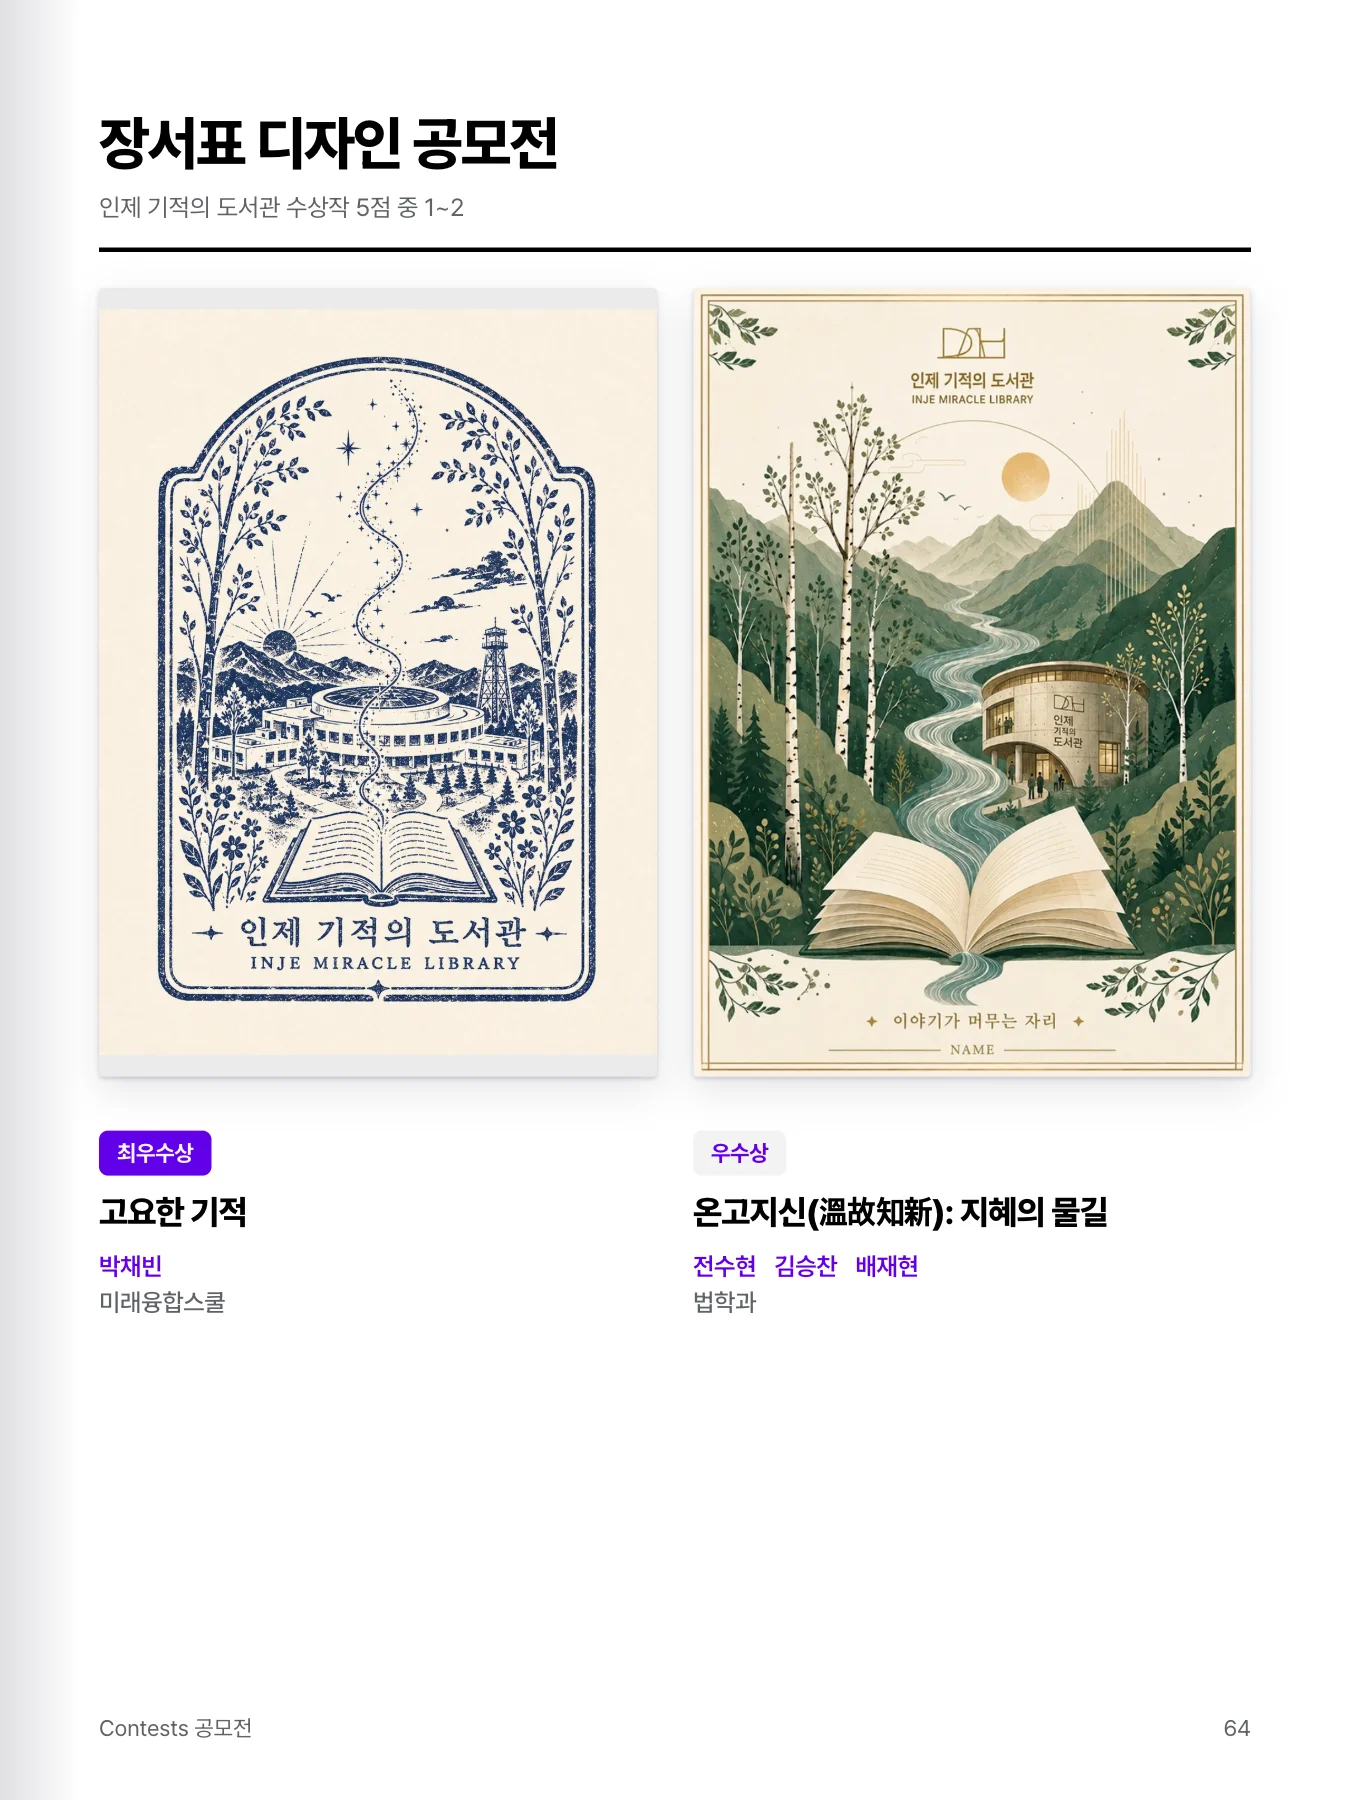 장서표 디자인 공모전
인제 기적의 도서관 수상작 5점 중 1~2
인제 기적의 도서관
INJE MIRACLE LIBRARY
인제 기적의 도서관
INJE MIRACLE LIBRARY
인제
기적의
도서관
이야기가 머무는 자리
NAME
최우수상
고요한 기적
박채빈
미래융합스쿨
우수상
온고지신(溫故知新): 지혜의 물길
전수현 김승찬 배재현
법학과
Contests 공모전
64